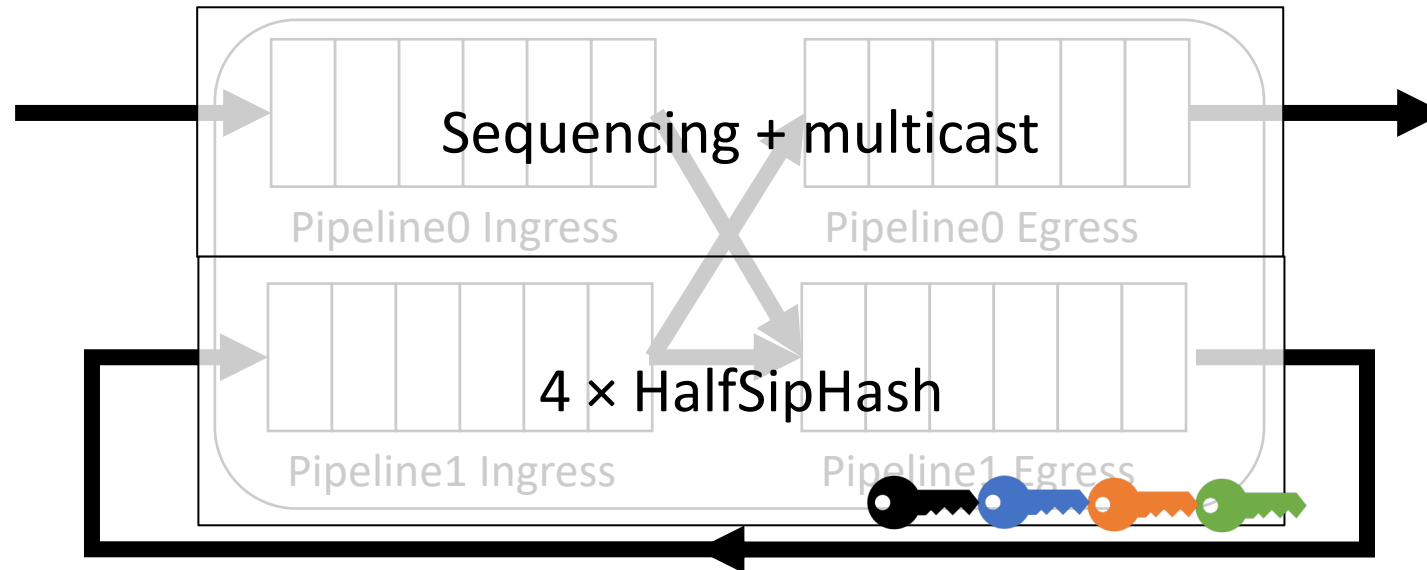 Sequencing + multicast
Pipeline0 Ingress
Pipeline0 Egress
4 × HalfSipHash
Pipeline1 Ingress
Pipeline1 Egress